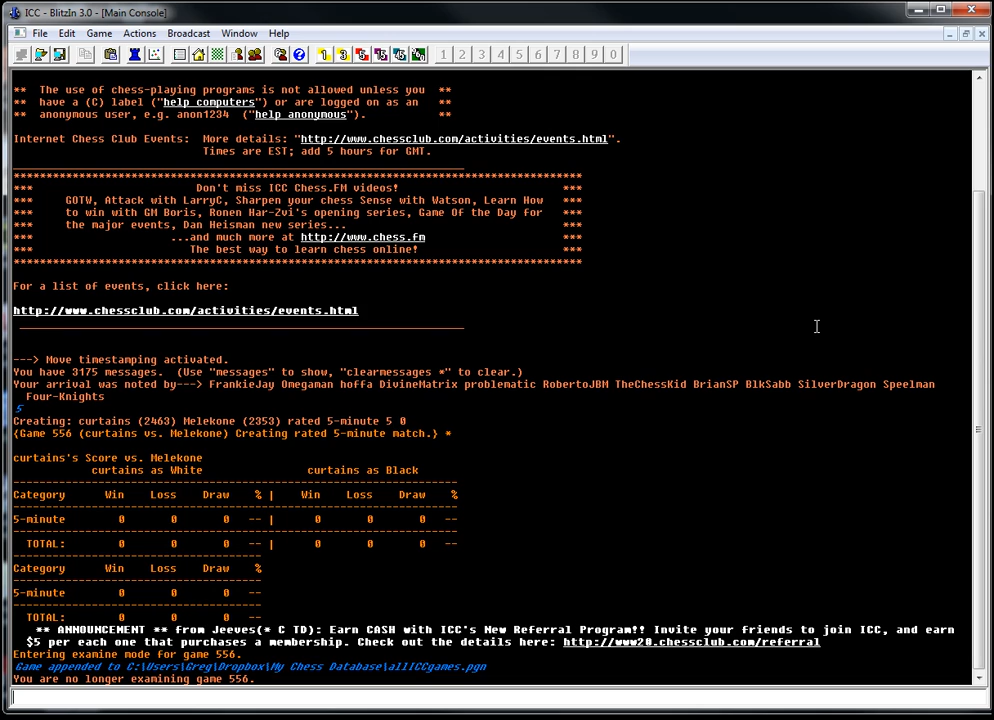 ICC - BlitzIn 3.0 - [Main Console]
File Edit Game Actions Broadcast Window Help
1 3 5 15 1 2 3 4 5 6 7 8 9 0
** The use of chess-playing programs is not allowed unless you **
** have a (C) label ("help computers") or are logged on as an **
** anonymous user, e.g. anon1234 ("help anonymous"). **
Internet Chess Club Events: More details: "http://www.chessclub.com/activities/events.html".
Times are EST; add 5 hours for GMT.
*******************************************************************************
*** Don't miss ICC Chess.FM videos! ***
*** GOTW, Attack with LarryC, Sharpen your chess Sense with Watson, Learn How ***
*** to win with GM Boris, Ronen Har-Zvi's opening series, Game Of the Day for ***
*** the major events, Dan Heisman new series... ***
*** ...and much more at http://www.chess.fm ***
*** The best way to learn chess online! ***
*******************************************************************************
For a list of events, click here:
http://www.chessclub.com/activities/events.html
---> Move timestamping activated.
You have 3175 messages. (Use "messages" to show, "clearmessages *" to clear.)
Your arrival was noted by---> FrankieJay Omegaman hoffa DivineMatrix problematic RobertoJBM TheChessKid BrianSP BlkSabb SilverDragon Speelman
Four-Knights
5
Creating: curtains (2463) Melekone (2353) rated 5-minute 5 0
{Game 556 (curtains vs. Melekone) Creating rated 5-minute match.} *
curtains's Score vs. Melekone
curtains as White curtains as Black
Category Win Loss Draw % | Win Loss Draw %
5-minute 0 0 0 -- | 0 0 0 --
TOTAL: 0 0 0 -- | 0 0 0 --
Category Win Loss Draw %
5-minute 0 0 0 --
TOTAL: 0 0 0 --
** ANNOUNCEMENT ** from Jeeves(* C TD): Earn CASH with ICC's New Referral Program!! Invite your friends to join ICC, and earn
$5 per each one that purchases a membership. Check out the details here: http://www20.chessclub.com/referral
Entering examine mode for game 556.
Game appended to C:\Users\Greg\Dropbox\My Chess Database\allICCgames.pgn
You are no longer examining game 556.